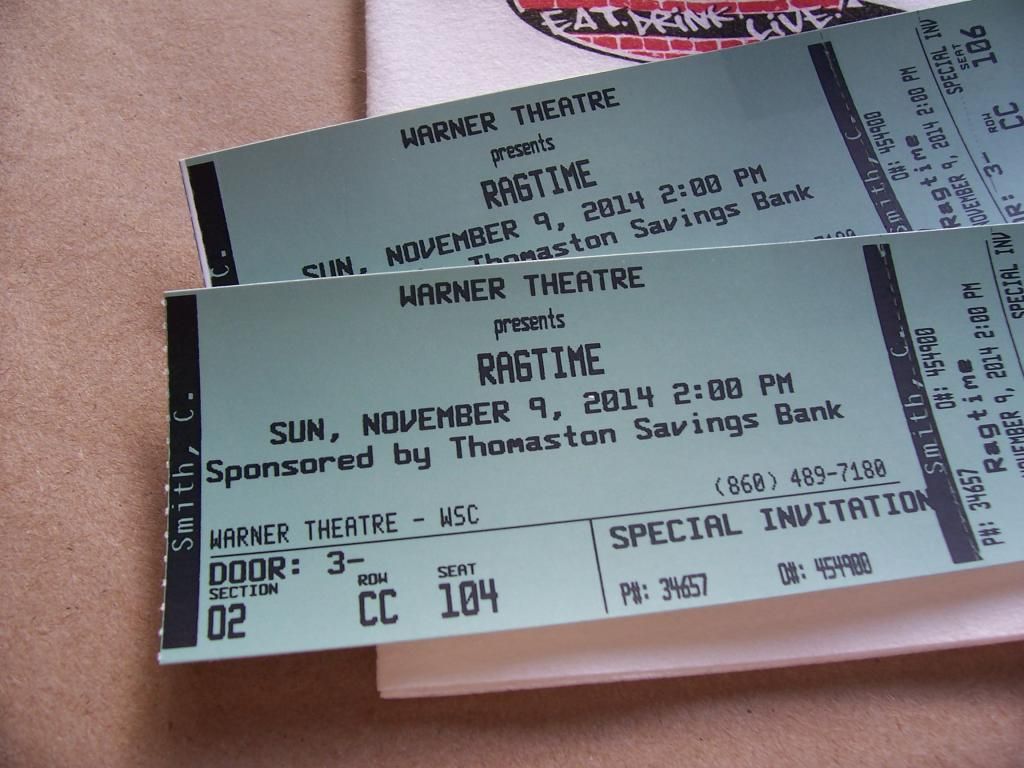 EAT. DRINK. LIVE.
WARNER THEATRE
presents
RAGTIME
SUN, NOVEMBER 9, 2014 2:00 PM
Thomaston Savings Bank
C.
Smith, C.
O#: 454900
Ragtime
NOVEMBER 9, 2014 2:00 PM
SPECIAL INV
3-
ROW
CC
SEAT
106
WARNER THEATRE
presents
RAGTIME
SUN, NOVEMBER 9, 2014 2:00 PM
Sponsored by Thomaston Savings Bank
(860) 489-7180
WARNER THEATRE - WSC
SPECIAL INVITATION
DOOR: 3-
SECTION
02
ROW
CC
SEAT
104
P#: 34657 O#: 454900
Smith, C.
Smith, C.
P#: 34657 O#: 454900
Ragtime
NOVEMBER 9, 2014 2:00 PM
SPECIAL INV